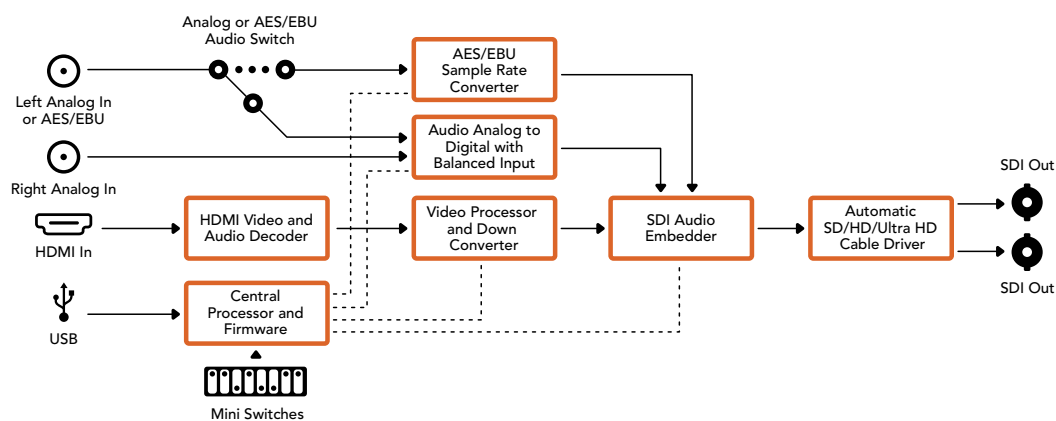 Analog or AES/EBU
Audio Switch
Left Analog In
or AES/EBU
AES/EBU
Sample Rate
Converter
Audio Analog to
Digital with
Balanced Input
Right Analog In
HDMI In
HDMI Video and
Audio Decoder
Video Processor
and Down
Converter
SDI Audio
Embedder
Automatic
SD/HD/Ultra HD
Cable Driver
SDI Out
SDI Out
USB
Central
Processor and
Firmware
Mini Switches